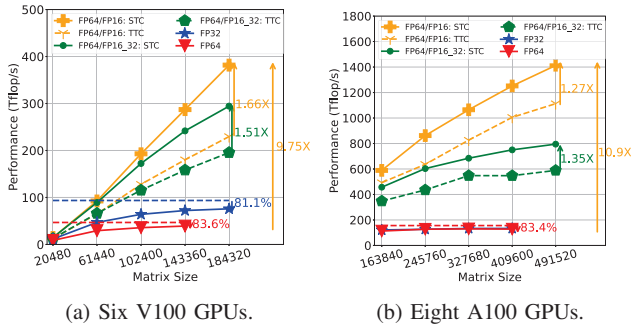 FP64/FP16: STC
FP64/FP16: TTC
FP64/FP16_32: STC
FP64/FP16_32: TTC
FP32
FP64
Performance (Tflop/s)
500
400
300
200
100
0
1.66X
1.51X
9.75X
81.1%
83.6%
20480
61440
102400
143360
184320
Matrix Size
(a) Six V100 GPUs.
FP64/FP16: STC
FP64/FP16: TTC
FP64/FP16_32: STC
FP64/FP16_32: TTC
FP32
FP64
Performance (Tflop/s)
1800
1600
1400
1200
1000
800
600
400
200
0
1.27X
10.9X
1.35X
83.4%
163840
245760
327680
409600
491520
Matrix Size
(b) Eight A100 GPUs.